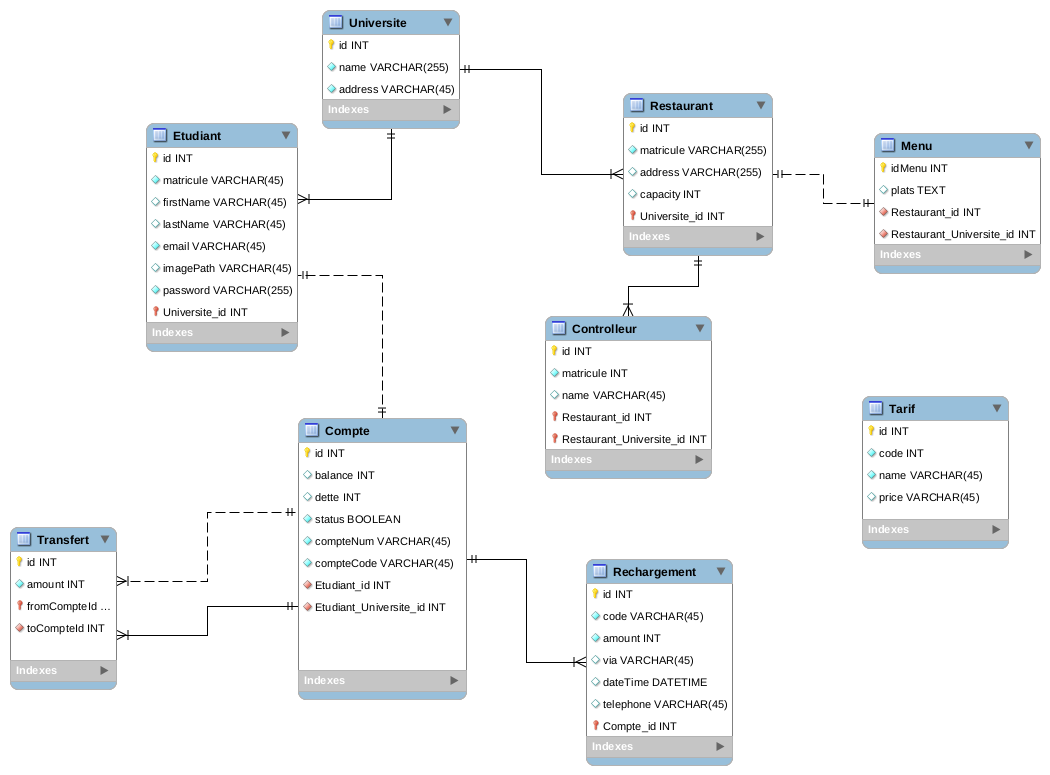 Universite
id INT
name VARCHAR(255)
address VARCHAR(45)
Indexes
Etudiant
id INT
matricule VARCHAR(45)
firstName VARCHAR(45)
lastName VARCHAR(45)
email VARCHAR(45)
imagePath VARCHAR(45)
password VARCHAR(255)
Universite_id INT
Indexes
Restaurant
id INT
matricule VARCHAR(255)
address VARCHAR(255)
capacity INT
Universite_id INT
Indexes
Menu
idMenu INT
plats TEXT
Restaurant_id INT
Restaurant_Universite_id INT
Indexes
Controlleur
id INT
matricule INT
name VARCHAR(45)
Restaurant_id INT
Restaurant_Universite_id INT
Indexes
Tarif
id INT
code INT
name VARCHAR(45)
price VARCHAR(45)
Indexes
Compte
id INT
balance INT
dette INT
status BOOLEAN
compteNum VARCHAR(45)
compteCode VARCHAR(45)
Etudiant_id INT
Etudiant_Universite_id INT
Indexes
Transfert
id INT
amount INT
fromCompteId ...
toCompteId INT
Indexes
Rechargement
id INT
code VARCHAR(45)
amount INT
via VARCHAR(45)
dateTime DATETIME
telephone VARCHAR(45)
Compte_id INT
Indexes